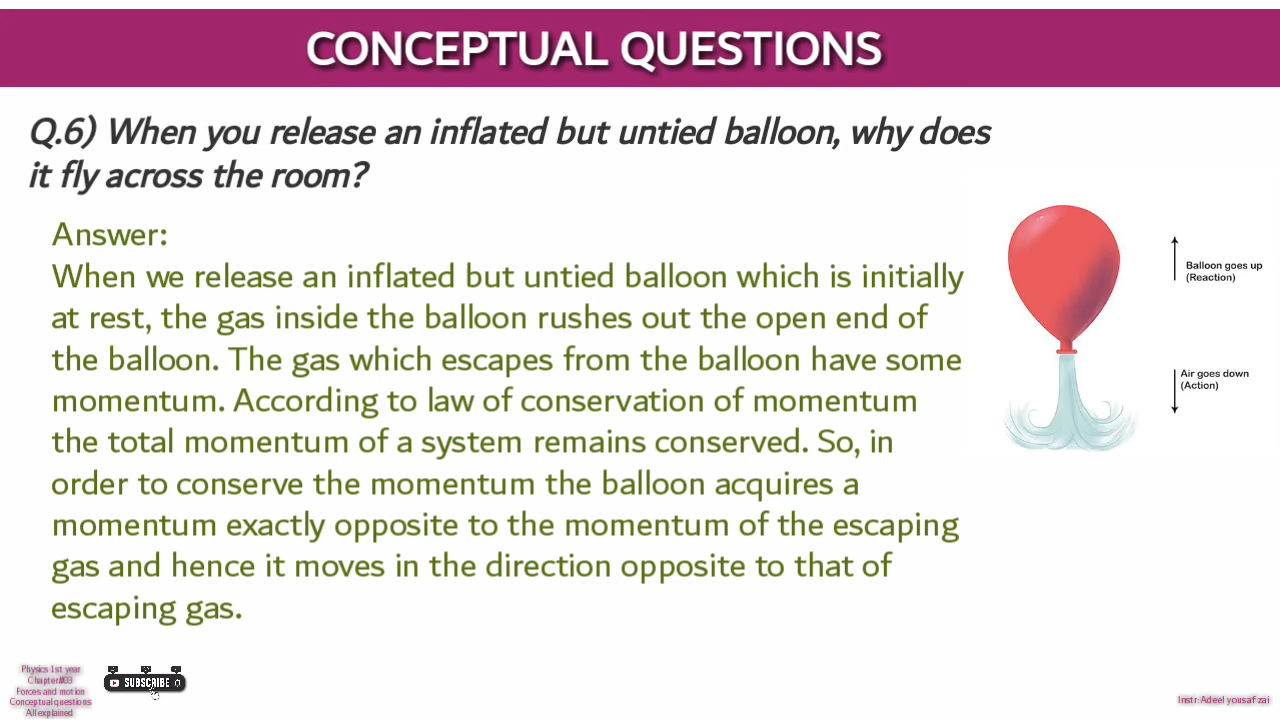 CONCEPTUAL QUESTIONS
Q.6) When you release an inflated but untied balloon, why does
it fly across the room?
Answer:
When we release an inflated but untied balloon which is initially
at rest, the gas inside the balloon rushes out the open end of
the balloon. The gas which escapes from the balloon have some
momentum. According to law of conservation of momentum
the total momentum of a system remains conserved. So, in
order to conserve the momentum the balloon acquires a
momentum exactly opposite to the momentum of the escaping
gas and hence it moves in the direction opposite to that of
escaping gas.
Balloon goes up
(Reaction)
Air goes down
(Action)
Physics 1st year
Chapter#03
Forces and motion
Conceptual questions
All explained
SUBSCRIBE
Instr:Adeel yousafzai